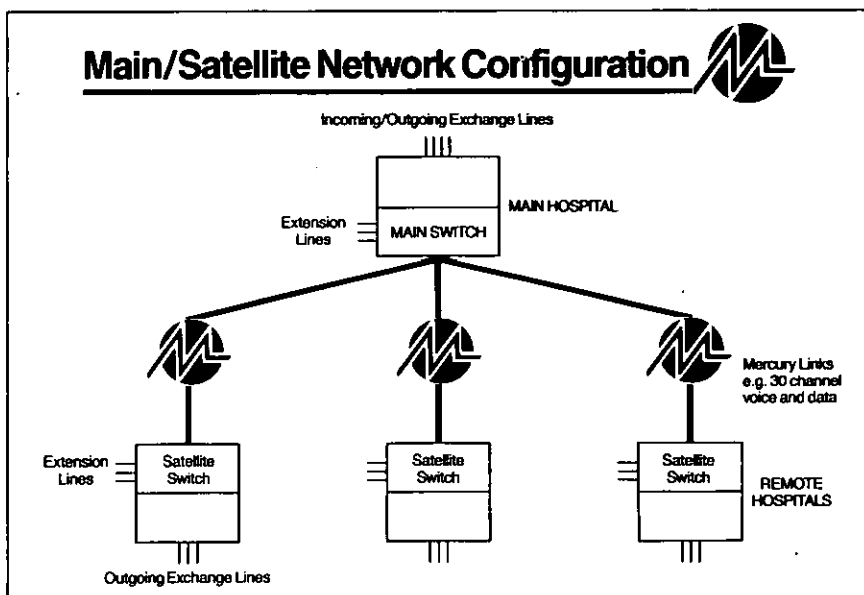 Main/Satellite Network Configuration
Incoming/Outgoing Exchange Lines
MAIN HOSPITAL
Extension
Lines
MAIN SWITCH
Mercury Links
e.g. 30 channel
voice and data
Extension
Lines
Satellite
Switch
Satellite
Switch
Satellite
Switch
REMOTE
HOSPITALS
Outgoing Exchange Lines